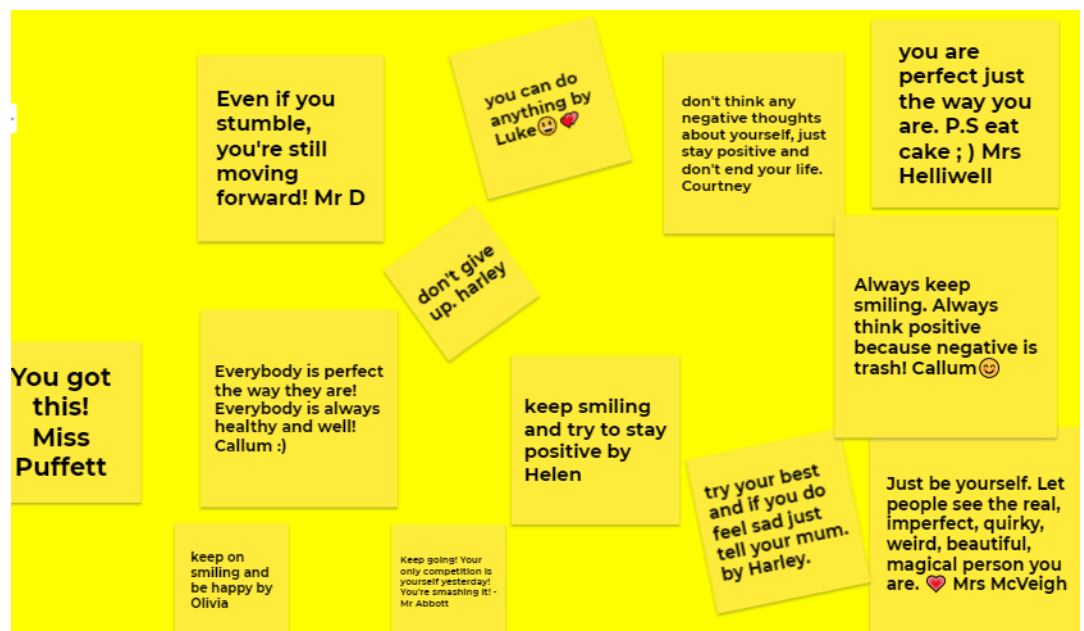 Even if you
stumble,
you're still
moving
forward! Mr D
you can do
anything by
Luke😃💘
don't think any
negative thoughts
about yourself, just
stay positive and
don't end your life.
Courtney
you are
perfect just
the way you
are. P.S eat
cake ; ) Mrs
Helliwell
don't give
up. harley
Always keep
smiling. Always
think positive
because negative is
trash! Callum😊
You got
this!
Miss
Puffett
Everybody is perfect
the way they are!
Everybody is always
healthy and well!
Callum :)
keep smiling
and try to stay
positive by
Helen
try your best
and if you do
feel sad just
tell your mum.
by Harley.
Just be yourself. Let
people see the real,
imperfect, quirky,
weird, beautiful,
magical person you
are. 💗 Mrs McVeigh
keep on
smiling and
be happy by
Olivia
Keep going! Your
only competition is
yourself yesterday!
You're smashing it! -
Mr Abbott